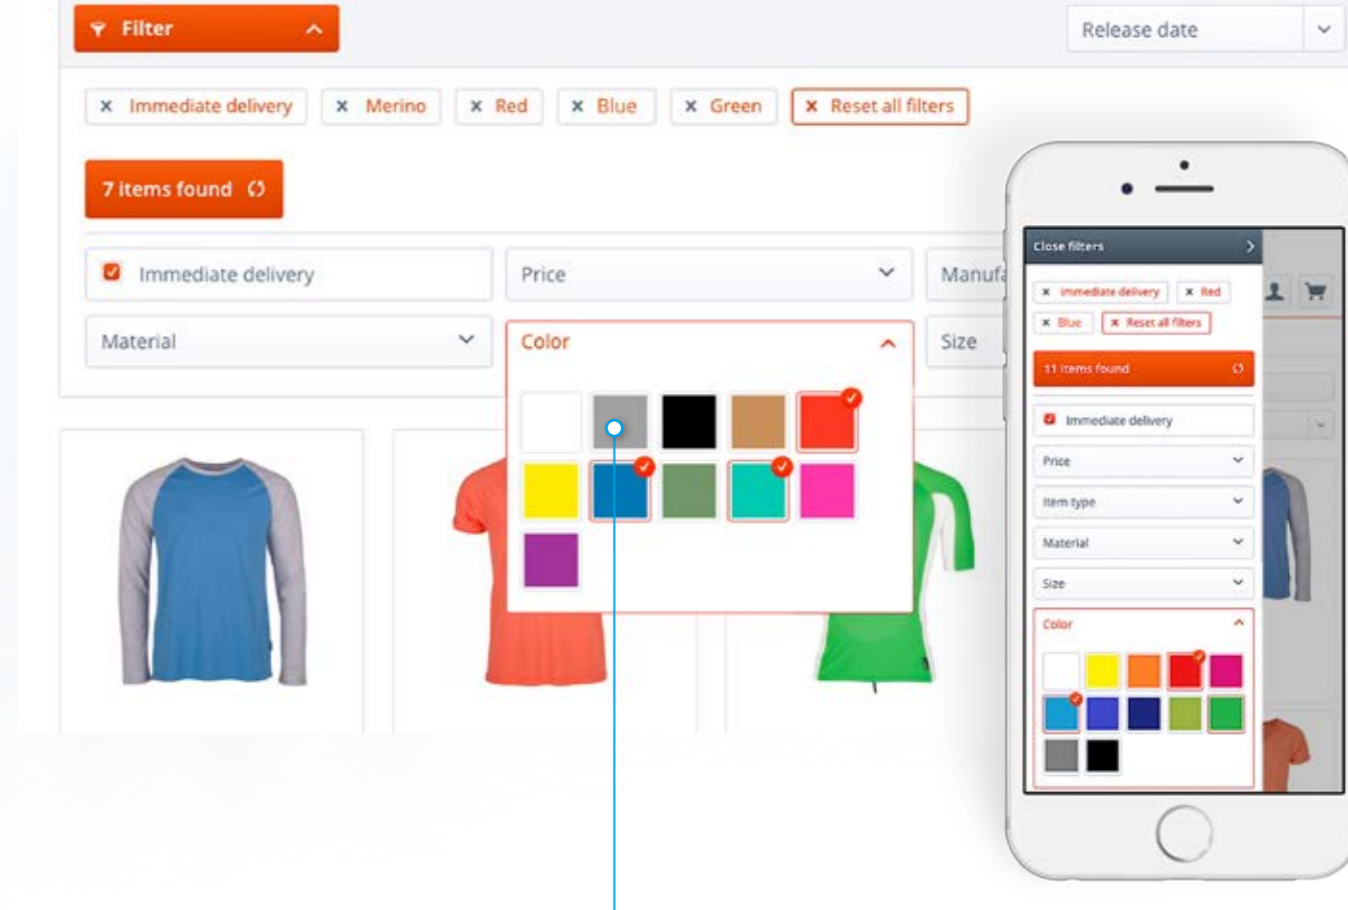 Filter
Release date
× Immediate delivery × Merino × Red × Blue × Green × Reset all filters
7 items found
Immediate delivery
Price
Manufa
Material
Color
Size
Close filters
× Immediate delivery × Red
× Blue × Reset all filters
11 items found
Immediate delivery
Price
Item type
Material
Size
Color